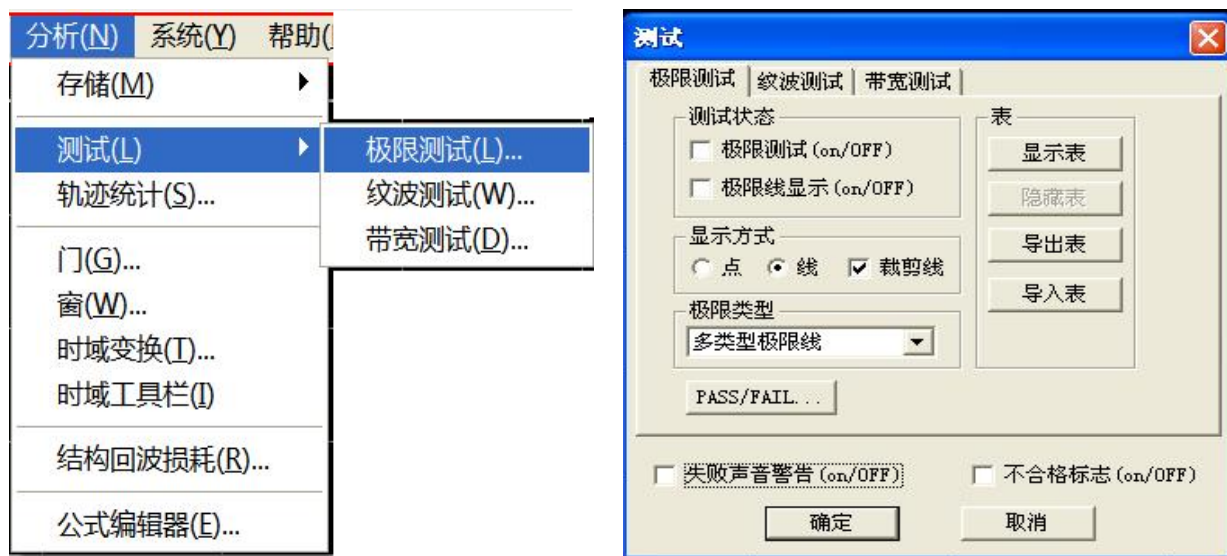 分析(N) 系统(Y) 帮助(
存储(M)
测试(L)
轨迹统计(S)...
门(G)...
窗(W)...
时域变换(T)...
时域工具栏(I)
结构回波损耗(R)...
公式编辑器(E)...
极限测试(L)...
纹波测试(W)...
带宽测试(D)...
测试
极限测试 纹波测试 带宽测试
测试状态
极限测试(on/OFF)
极限线显示(on/OFF)
显示方式
点 线 裁剪线
极限类型
多类型极限线
PASS/FAIL...
表
显示表
隐藏表
导出表
导入表
失败声音警告(on/OFF) 不合格标志(on/OFF)
确定 取消